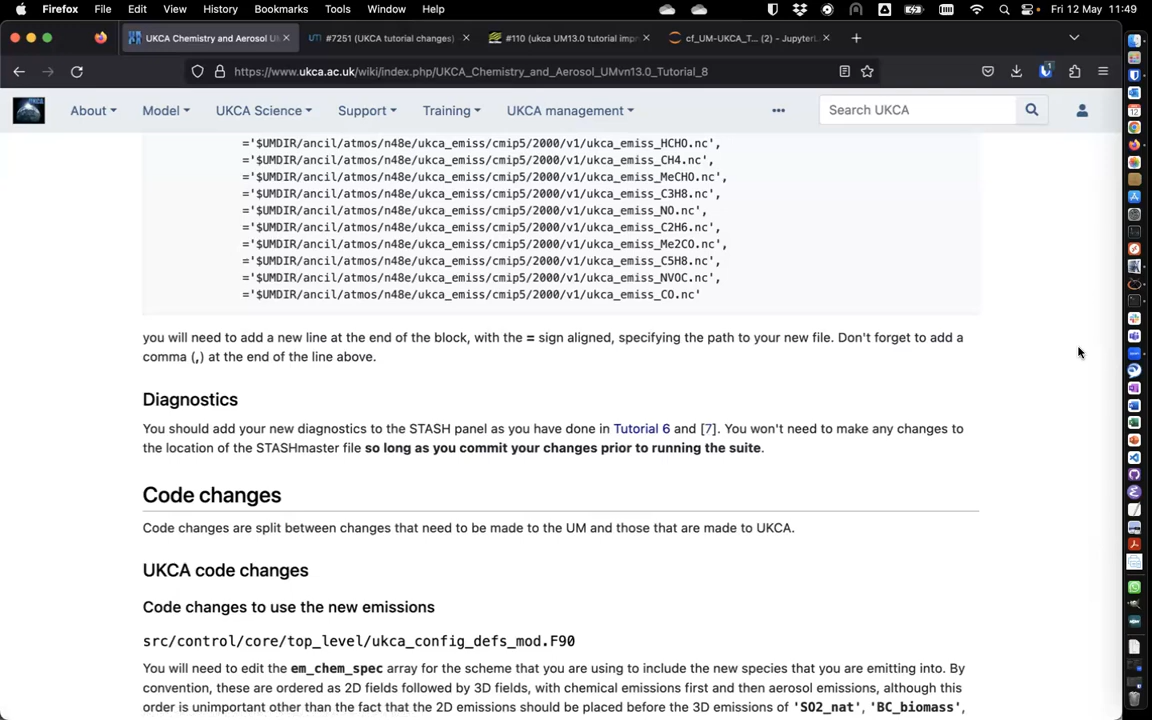 Firefox File Edit View History Bookmarks Tools Window Help Fri 12 May 11:49
UKCA Chemistry and Aerosol U #7251 (UKCA tutorial changes) #110 (ukca UM13.0 tutorial imp cf_UM-UKCA_T... (2) - Jupyter
https://www.ukca.ac.uk/wiki/index.php/UKCA_Chemistry_and_Aerosol_UMvn13.0_Tutorial_8
About Model UKCA Science Support Training UKCA management Search UKCA
='$UMDIR/ancil/atmos/n48e/ukca_emiss/cmip5/2000/v1/ukca_emiss_HCHO.nc',
='$UMDIR/ancil/atmos/n48e/ukca_emiss/cmip5/2000/v1/ukca_emiss_CH4.nc',
='$UMDIR/ancil/atmos/n48e/ukca_emiss/cmip5/2000/v1/ukca_emiss_MeCHO.nc',
='$UMDIR/ancil/atmos/n48e/ukca_emiss/cmip5/2000/v1/ukca_emiss_C3H8.nc',
='$UMDIR/ancil/atmos/n48e/ukca_emiss/cmip5/2000/v1/ukca_emiss_NO.nc',
='$UMDIR/ancil/atmos/n48e/ukca_emiss/cmip5/2000/v1/ukca_emiss_C2H6.nc',
='$UMDIR/ancil/atmos/n48e/ukca_emiss/cmip5/2000/v1/ukca_emiss_Me2CO.nc',
='$UMDIR/ancil/atmos/n48e/ukca_emiss/cmip5/2000/v1/ukca_emiss_C5H8.nc',
='$UMDIR/ancil/atmos/n48e/ukca_emiss/cmip5/2000/v1/ukca_emiss_NVOC.nc',
='$UMDIR/ancil/atmos/n48e/ukca_emiss/cmip5/2000/v1/ukca_emiss_CO.nc'
you will need to add a new line at the end of the block, with the = sign aligned, specifying the path to your new file. Don't forget to add a
comma (,) at the end of the line above.
Diagnostics
You should add your new diagnostics to the STASH panel as you have done in Tutorial 6 and [7]. You won't need to make any changes to
the location of the STASHmaster file so long as you commit your changes prior to running the suite.
Code changes
Code changes are split between changes that need to be made to the UM and those that are made to UKCA.
UKCA code changes
Code changes to use the new emissions
src/control/core/top_level/ukca_config_defs_mod.F90
You will need to edit the em_chem_spec array for the scheme that you are using to include the new species that you are emitting into. By
convention, these are ordered as 2D fields followed by 3D fields, with chemical emissions first and then aerosol emissions, although this
order is unimportant other than the fact that the 2D emissions should be placed before the 3D emissions of 'SO2_nat', 'BC_biomass',